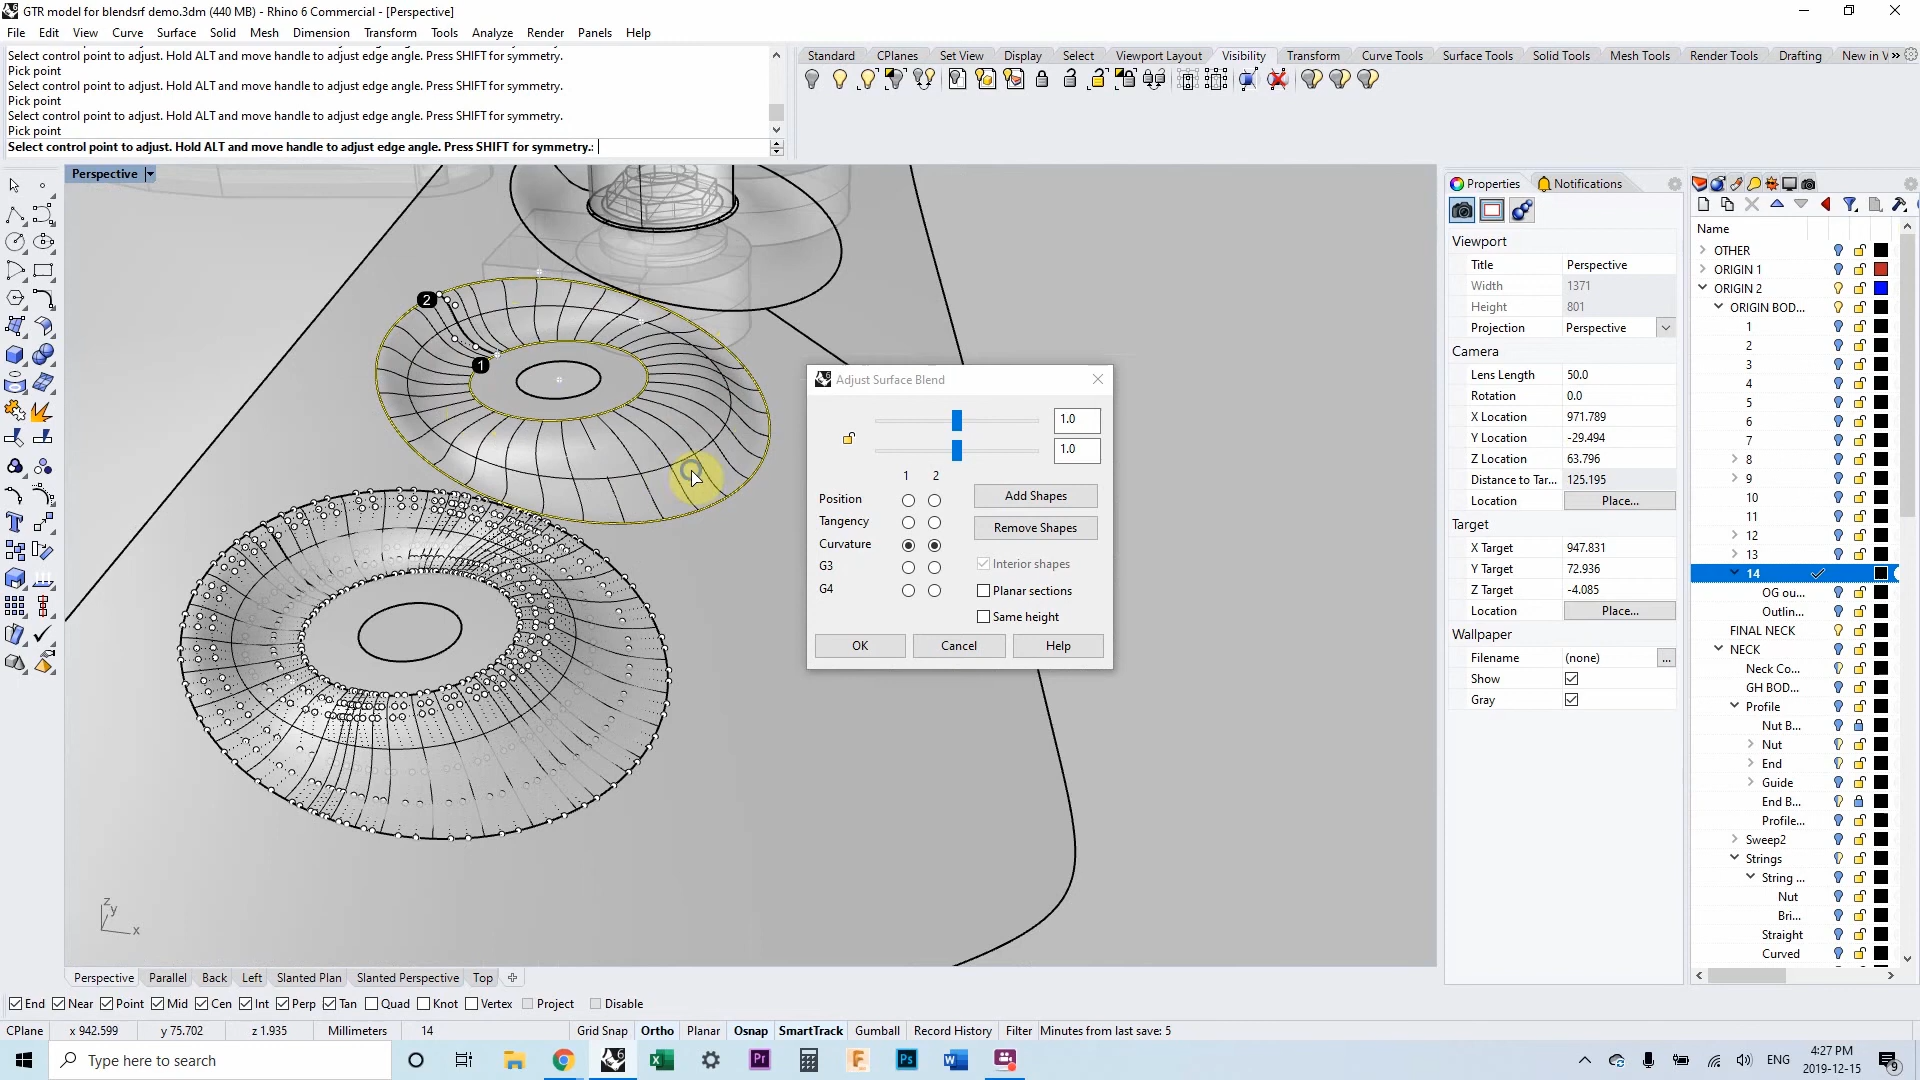 GTR model for blendsrf demo.3dm (440 MB) - Rhino 6 Commercial - [Perspective]
File Edit View Curve Surface Solid Mesh Dimension Transform Tools Analyze Render Panels Help
Select control point to adjust. Hold ALT and move handle to adjust edge angle. Press SHIFT for symmetry.
Pick point
Select control point to adjust. Hold ALT and move handle to adjust edge angle. Press SHIFT for symmetry.
Pick point
Select control point to adjust. Hold ALT and move handle to adjust edge angle. Press SHIFT for symmetry.
Pick point
Select control point to adjust. Hold ALT and move handle to adjust edge angle. Press SHIFT for symmetry.:
Standard CPlanes Set View Display Select Viewport Layout Visibility Transform Curve Tools Surface Tools Solid Tools Mesh Tools Render Tools Drafting New in V »
Perspective
2
1
z
y
x
Adjust Surface Blend
1.0
1.0
1 2
Position
Tangency
Curvature
G3
G4
Add Shapes
Remove Shapes
Interior shapes
Planar sections
Same height
OK Cancel Help
Properties Notifications
Viewport
Title Perspective
Width 1371
Height 801
Projection Perspective
Camera
Lens Length 50.0
Rotation 0.0
X Location 971.789
Y Location -29.494
Z Location 63.796
Distance to Tar... 125.195
Location Place...
Target
X Target 947.831
Y Target 72.936
Z Target -4.085
Location Place...
Wallpaper
Filename (none) ...
Show
Gray
Name
OTHER
ORIGIN 1
ORIGIN 2
ORIGIN BOD...
1
2
3
4
5
6
7
8
9
10
11
12
13
14
OG ou...
Outlin...
FINAL NECK
NECK
Neck Co...
GH BOD...
Profile
Nut B...
Nut
End
Guide
End B...
Profile...
Sweep2
Strings
String ...
Nut
Bri...
Straight
Curved
Perspective Parallel Back Left Slanted Plan Slanted Perspective Top
End Near Point Mid Cen Int Perp Tan Quad Knot Vertex Project Disable
CPlane x 942.599 y 75.702 z 1.935 Millimeters 14 Grid Snap Ortho Planar Osnap SmartTrack Gumball Record History Filter Minutes from last save: 5
Type here to search
6
Pr
F
Ps
ENG
4:27 PM
2019-12-15
9